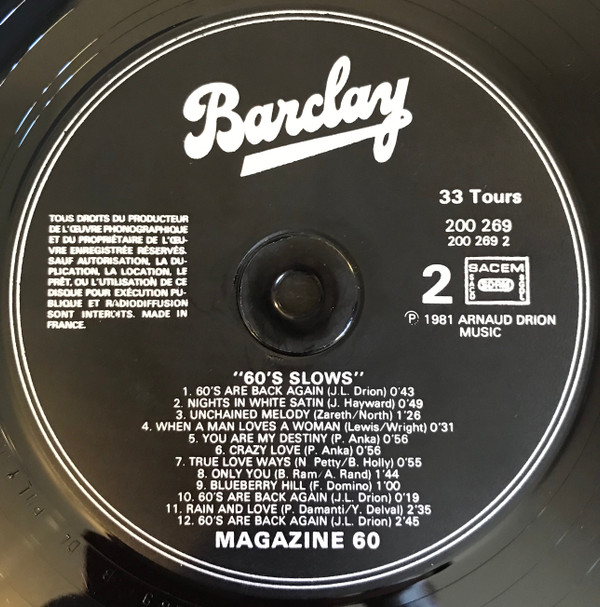 Barclay
33 Tours
200 269
200 269 2
2
SACEM
SACD
SDRM
SGDL
℗ 1981 ARNAUD DRION
MUSIC
TOUS DROITS DU PRODUCTEUR
DE L'ŒUVRE PHONOGRAPHIQUE
ET DU PROPRIÉTAIRE DE L'ŒU-
VRE ENREGISTRÉE RÉSERVÉS.
SAUF AUTORISATION, LA DU-
PLICATION, LA LOCATION, LE
PRÊT, OU L'UTILISATION DE CE
DISQUE POUR EXÉCUTION PU-
BLIQUE ET RADIODIFFUSION
SONT INTERDITS. MADE IN
FRANCE.
"60'S SLOWS"
1. 60'S ARE BACK AGAIN (J.L. Drion) 0'43
2. NIGHTS IN WHITE SATIN (J. Hayward) 0'49
3. UNCHAINED MELODY (Zareth/North) 1'26
4. WHEN A MAN LOVES A WOMAN (Lewis/Wright) 0'31
5. YOU ARE MY DESTINY (P. Anka) 0'56
6. CRAZY LOVE (P. Anka) 0'56
7. TRUE LOVE WAYS (N Petty/B. Holly) 0'55
8. ONLY YOU (B. Ram/A. Rand) 1'44
9. BLUEBERRY HILL (F. Domino) 1'00
10. 60'S ARE BACK AGAIN (J.L. Drion) 0'19
11. RAIN AND LOVE (P. Damanti/Y. Delval) 2'35
12. 60'S ARE BACK AGAIN (J.L. Drion) 2'45
MAGAZINE 60